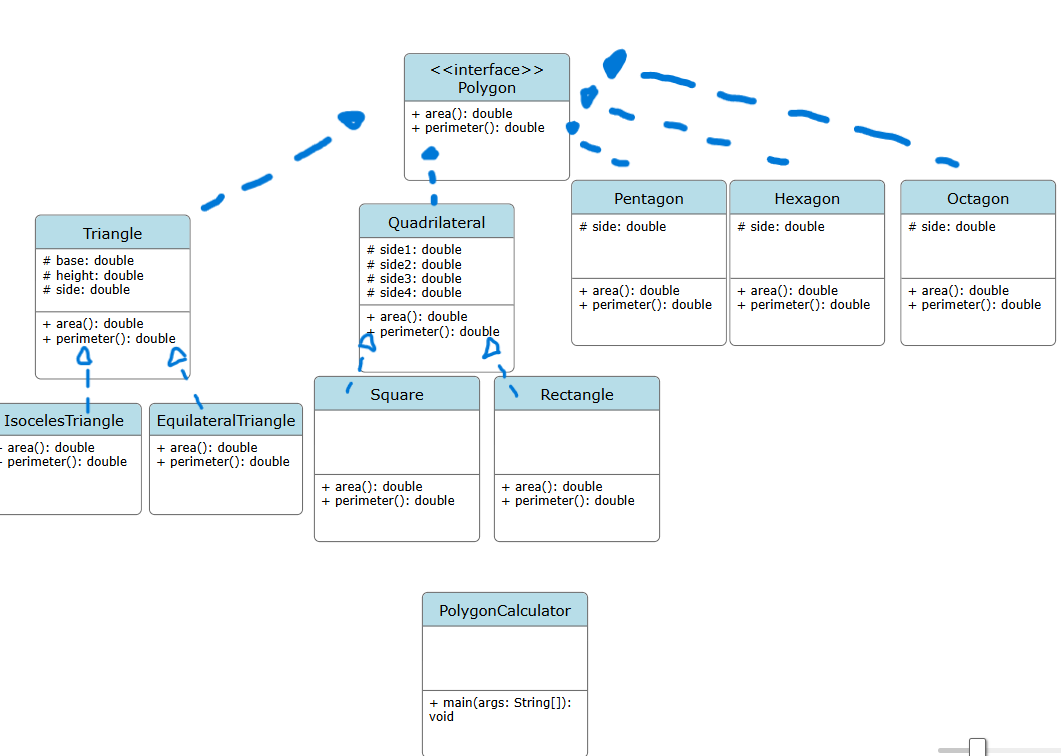 <<interface>>
Polygon
+ area(): double
+ perimeter(): double
Triangle
# base: double
# height: double
# side: double
+ area(): double
+ perimeter(): double
Quadrilateral
# side1: double
# side2: double
# side3: double
# side4: double
+ area(): double
+ perimeter(): double
Pentagon
# side: double
+ area(): double
+ perimeter(): double
Hexagon
# side: double
+ area(): double
+ perimeter(): double
Octagon
# side: double
+ area(): double
+ perimeter(): double
IsocelesTriangle
+ area(): double
+ perimeter(): double
EquilateralTriangle
+ area(): double
+ perimeter(): double
Square
+ area(): double
+ perimeter(): double
Rectangle
+ area(): double
+ perimeter(): double
PolygonCalculator
+ main(args: String[]):
void